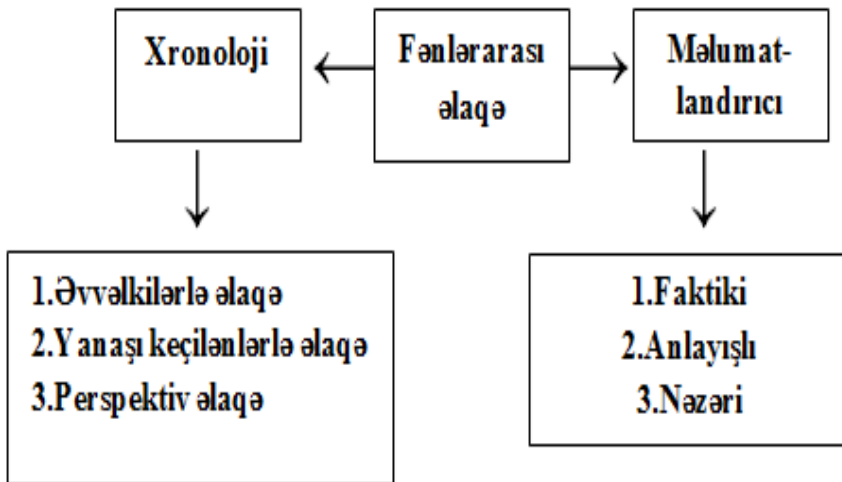 Xronoloji
Fənlərarası
əlaqə
Məlumat-
landırıcı
1.Əvvəlkilərlə əlaqə
2.Yanaşı keçilənlərlə əlaqə
3.Perspektiv əlaqə
1.Faktiki
2.Anlayışlı
3.Nəzəri